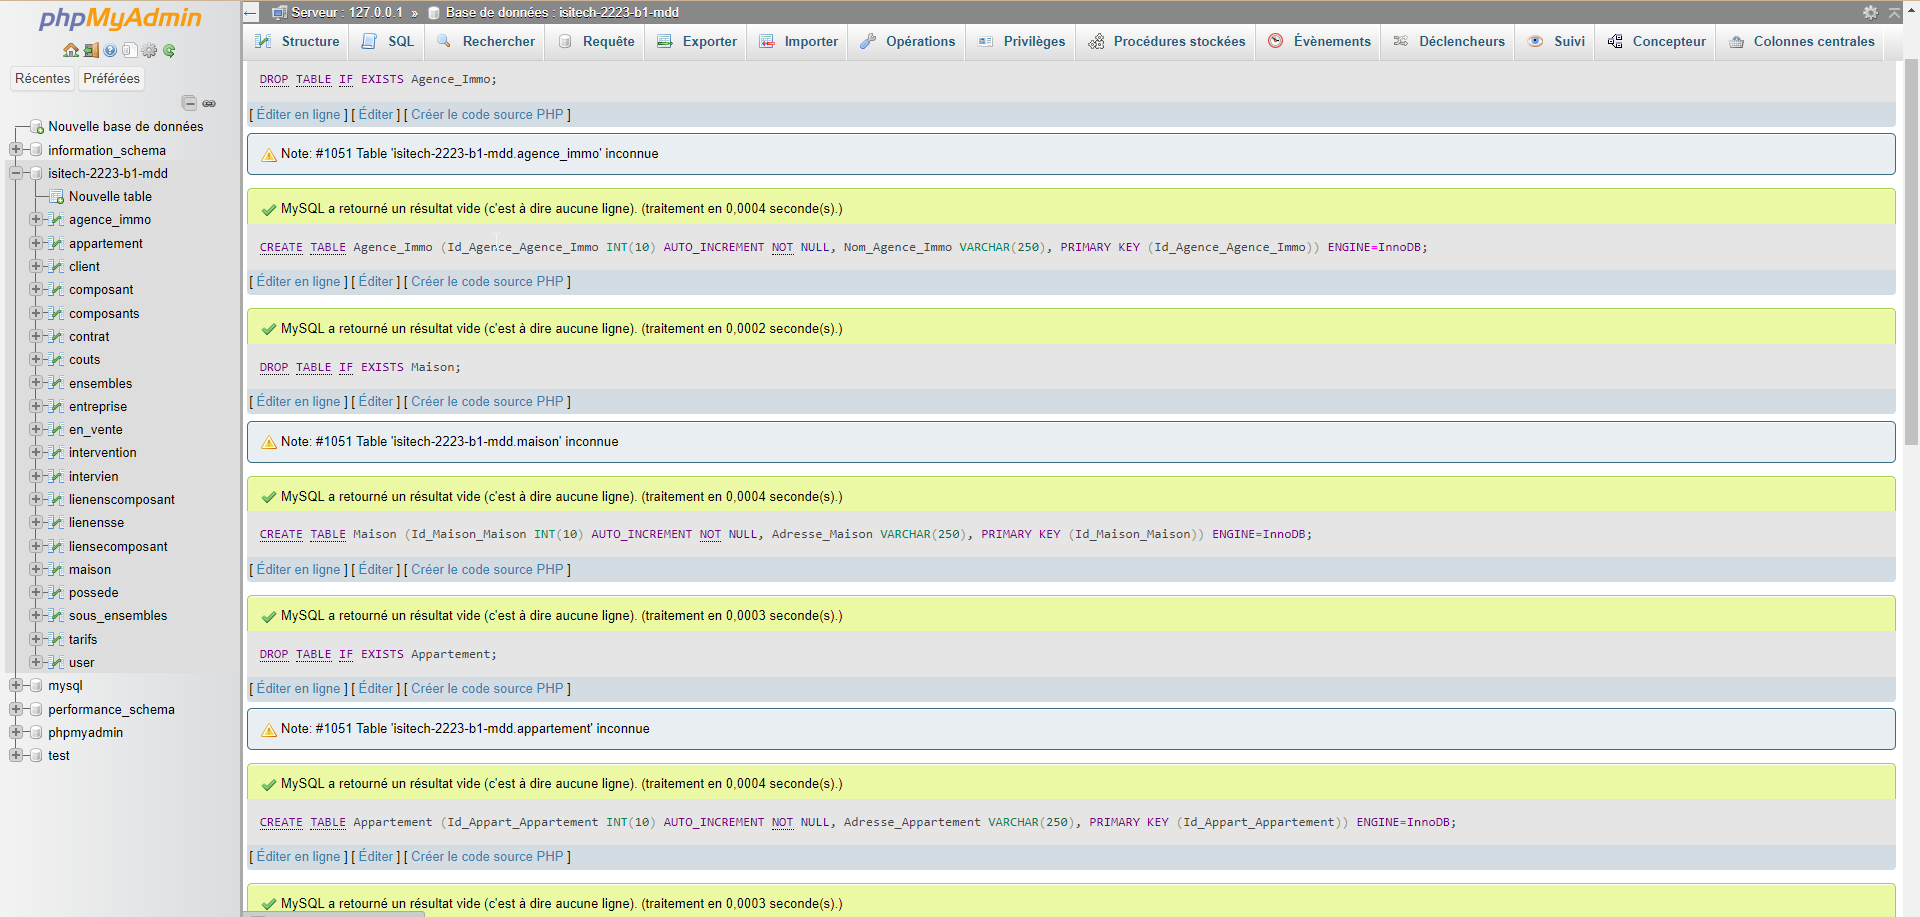 phpMyAdmin
Récentes Préférées
Nouvelle base de données
information_schema
isitech-2223-b1-mdd
Nouvelle table
agence_immo
appartement
client
composant
composants
contrat
couts
ensembles
entreprise
en_vente
intervention
intervien
lienenscomposant
lienensse
liensecomposant
maison
possede
sous_ensembles
tarifs
user
mysql
performance_schema
phpmyadmin
test
Serveur : 127.0.0.1 » Base de données : isitech-2223-b1-mdd
Structure SQL Rechercher Requête Exporter Importer Opérations Privilèges Procédures stockées Évènements Déclencheurs Suivi Concepteur Colonnes centrales
DROP TABLE IF EXISTS Agence_Immo;
[ Éditer en ligne ] [ Éditer ] [ Créer le code source PHP ]
Note: #1051 Table 'isitech-2223-b1-mdd.agence_immo' inconnue
MySQL a retourné un résultat vide (c'est à dire aucune ligne). (traitement en 0,0004 seconde(s).)
CREATE TABLE Agence_Immo (Id_Agence_Agence_Immo INT(10) AUTO_INCREMENT NOT NULL, Nom_Agence_Immo VARCHAR(250), PRIMARY KEY (Id_Agence_Agence_Immo)) ENGINE=InnoDB;
[ Éditer en ligne ] [ Éditer ] [ Créer le code source PHP ]
MySQL a retourné un résultat vide (c'est à dire aucune ligne). (traitement en 0,0002 seconde(s).)
DROP TABLE IF EXISTS Maison;
[ Éditer en ligne ] [ Éditer ] [ Créer le code source PHP ]
Note: #1051 Table 'isitech-2223-b1-mdd.maison' inconnue
MySQL a retourné un résultat vide (c'est à dire aucune ligne). (traitement en 0,0004 seconde(s).)
CREATE TABLE Maison (Id_Maison_Maison INT(10) AUTO_INCREMENT NOT NULL, Adresse_Maison VARCHAR(250), PRIMARY KEY (Id_Maison_Maison)) ENGINE=InnoDB;
[ Éditer en ligne ] [ Éditer ] [ Créer le code source PHP ]
MySQL a retourné un résultat vide (c'est à dire aucune ligne). (traitement en 0,0003 seconde(s).)
DROP TABLE IF EXISTS Appartement;
[ Éditer en ligne ] [ Éditer ] [ Créer le code source PHP ]
Note: #1051 Table 'isitech-2223-b1-mdd.appartement' inconnue
MySQL a retourné un résultat vide (c'est à dire aucune ligne). (traitement en 0,0004 seconde(s).)
CREATE TABLE Appartement (Id_Appart_Appartement INT(10) AUTO_INCREMENT NOT NULL, Adresse_Appartement VARCHAR(250), PRIMARY KEY (Id_Appart_Appartement)) ENGINE=InnoDB;
[ Éditer en ligne ] [ Éditer ] [ Créer le code source PHP ]
MySQL a retourné un résultat vide (c'est à dire aucune ligne). (traitement en 0,0003 seconde(s).)